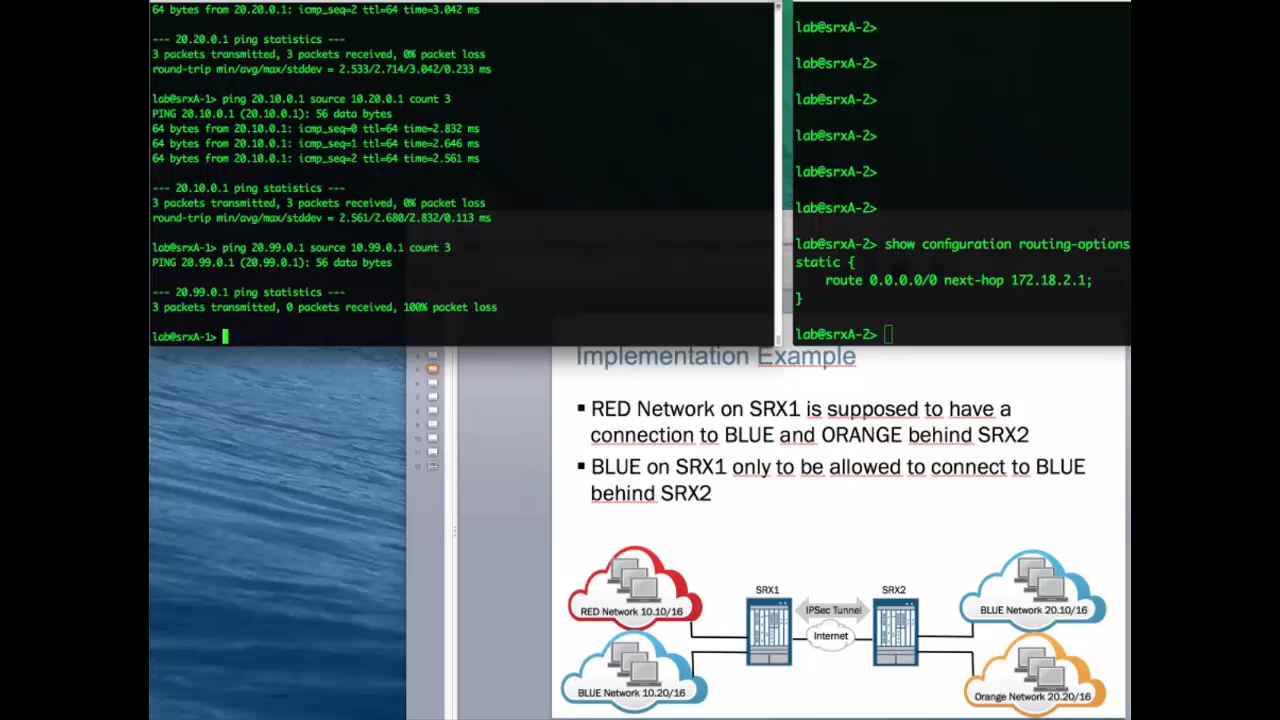 64 bytes from 20.20.0.1: icmp_seq=2 ttl=64 time=3.042 ms
--- 20.20.0.1 ping statistics ---
3 packets transmitted, 3 packets received, 0% packet loss
round-trip min/avg/max/stddev = 2.533/2.714/3.042/0.233 ms
lab@srxA-1> ping 20.10.0.1 source 10.20.0.1 count 3
PING 20.10.0.1 (20.10.0.1): 56 data bytes
64 bytes from 20.10.0.1: icmp_seq=0 ttl=64 time=2.832 ms
64 bytes from 20.10.0.1: icmp_seq=1 ttl=64 time=2.646 ms
64 bytes from 20.10.0.1: icmp_seq=2 ttl=64 time=2.561 ms
--- 20.10.0.1 ping statistics ---
3 packets transmitted, 3 packets received, 0% packet loss
round-trip min/avg/max/stddev = 2.561/2.680/2.832/0.113 ms
lab@srxA-1> ping 20.99.0.1 source 10.99.0.1 count 3
PING 20.99.0.1 (20.99.0.1): 56 data bytes
--- 20.99.0.1 ping statistics ---
3 packets transmitted, 0 packets received, 100% packet loss
lab@srxA-1>
lab@srxA-2>
lab@srxA-2>
lab@srxA-2>
lab@srxA-2>
lab@srxA-2>
lab@srxA-2>
lab@srxA-2> show configuration routing-options
static {
route 0.0.0.0/0 next-hop 172.18.2.1;
}
lab@srxA-2>
Implementation Example
▪ RED Network on SRX1 is supposed to have a
connection to BLUE and ORANGE behind SRX2
▪ BLUE on SRX1 only to be allowed to connect to BLUE
behind SRX2
RED Network 10.10/16
BLUE Network 10.20/16
SRX1
IPSec Tunnel
Internet
SRX2
BLUE Network 20.10/16
Orange Network 20.20/16